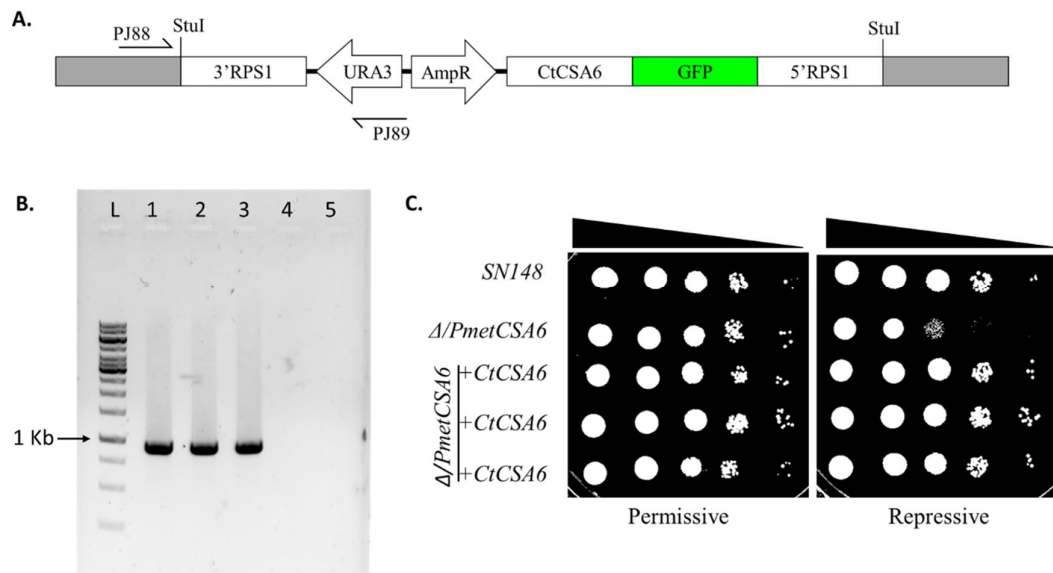 A.
PJ88
StuI
StuI
3'RPS1
URA3
AmpR
CtCSA6
GFP
5'RPS1
PJ89
B.
L 1 2 3 4 5
1 Kb
C.
SN148
Δ/PmetCSA6
Δ/PmetCSA6
+CtCSA6
+CtCSA6
+CtCSA6
Permissive
Repressive